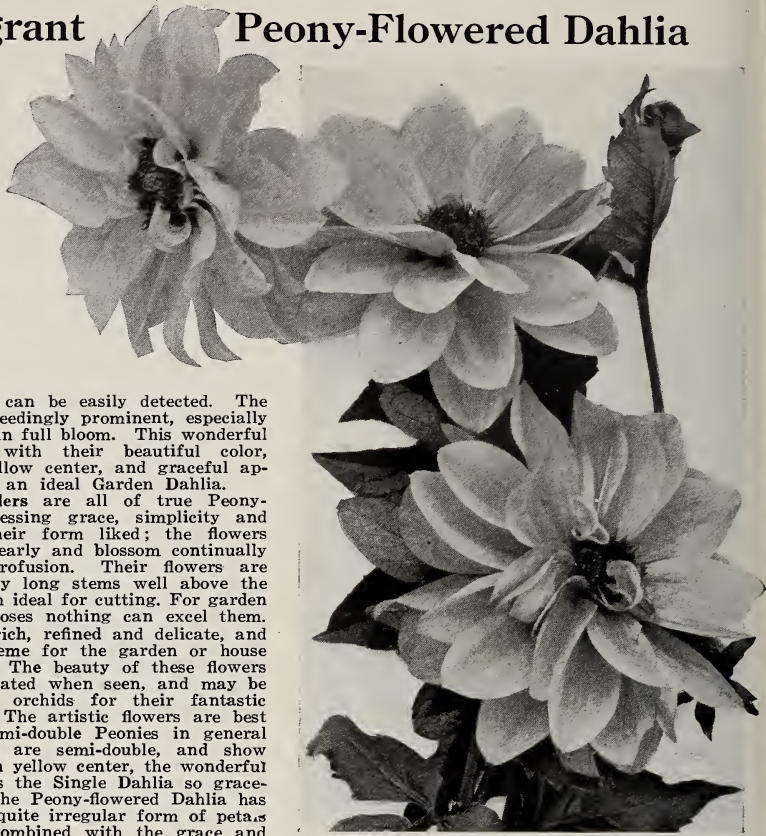 grant Peony-Flowered Dahlia
can be easily detected. The
eedingly prominent, especially
n full bloom. This wonderful
with their beautiful color,
llow center, and graceful ap-
an ideal Garden Dahlia.
lers are all of true Peony-
essing grace, simplicity and
heir form liked; the flowers
early and blossom continually
rofusion. Their flowers are
y long stems well above the
n ideal for cutting. For garden
oses nothing can excel them.
rich, refined and delicate, and
eme for the garden or house
The beauty of these flowers
ated when seen, and may be
orchids for their fantastic
The artistic flowers are best
mi-double Peonies in general
are semi-double, and show
n yellow center, the wonderful
s the Single Dahlia so grace-
he Peony-flowered Dahlia has
quite irregular form of petals
ombined with the grace and